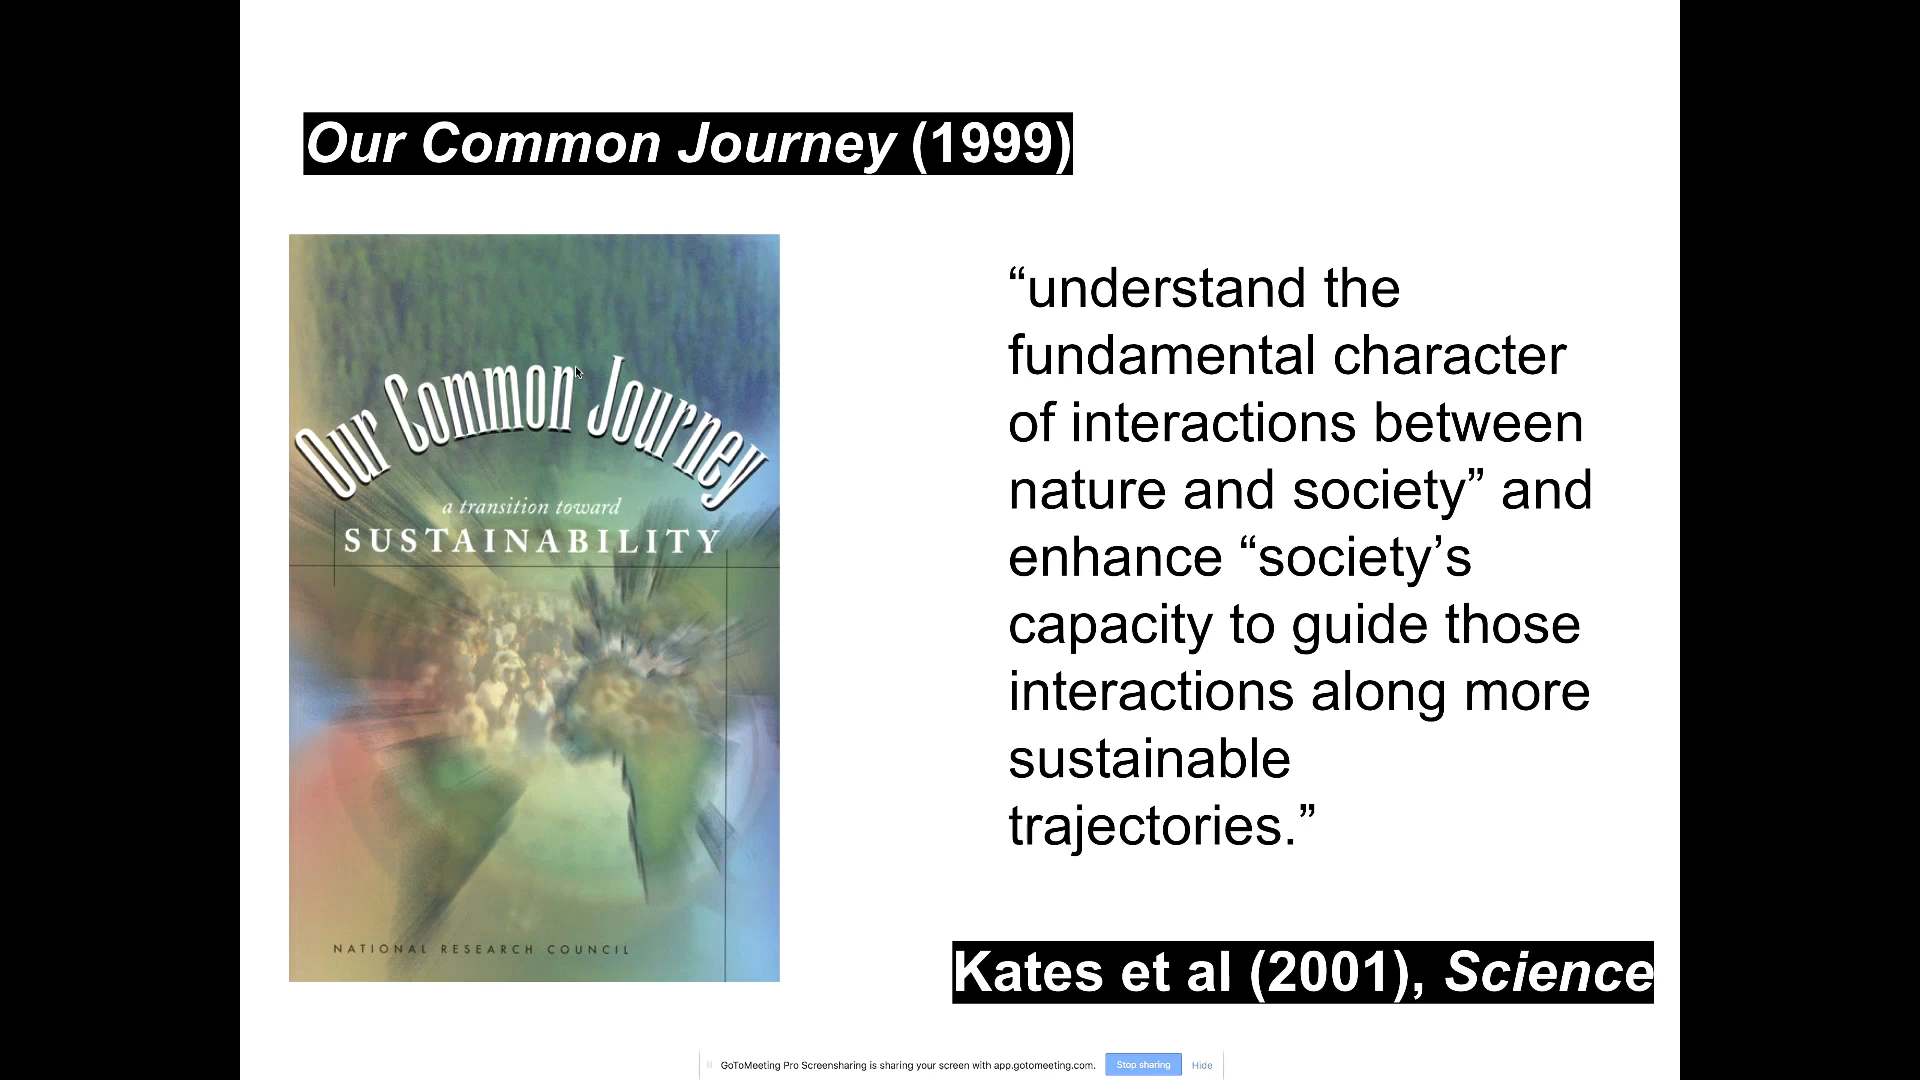 Our Common Journey (1999)
Our Common Journey
a transition toward
SUSTAINABILITY
NATIONAL RESEARCH COUNCIL
“understand the
fundamental character
of interactions between
nature and society” and
enhance “society’s
capacity to guide those
interactions along more
sustainable
trajectories.”
Kates et al (2001), Science
GoToMeeting Pro Screensharing is sharing your screen with app.gotomeeting.com.
Stop sharing
Hide